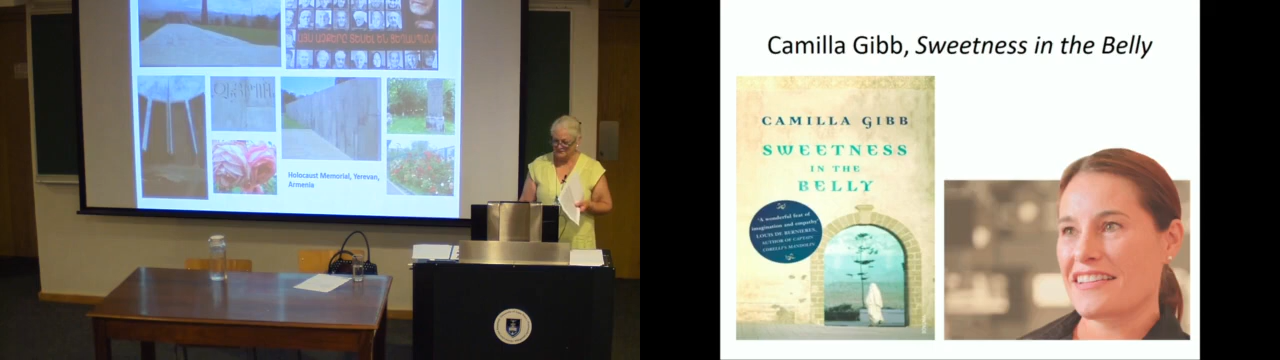 Holocaust Memorial, Yerevan,
Armenia
Camilla Gibb, Sweetness in the Belly
CAMILLA GIBB
SWEETNESS
IN THE
BELLY
'A wonderful feat of
imagination and empathy'
LOUIS DE BERNIÈRES,
AUTHOR OF CAPTAIN
CORELLI'S MANDOLIN